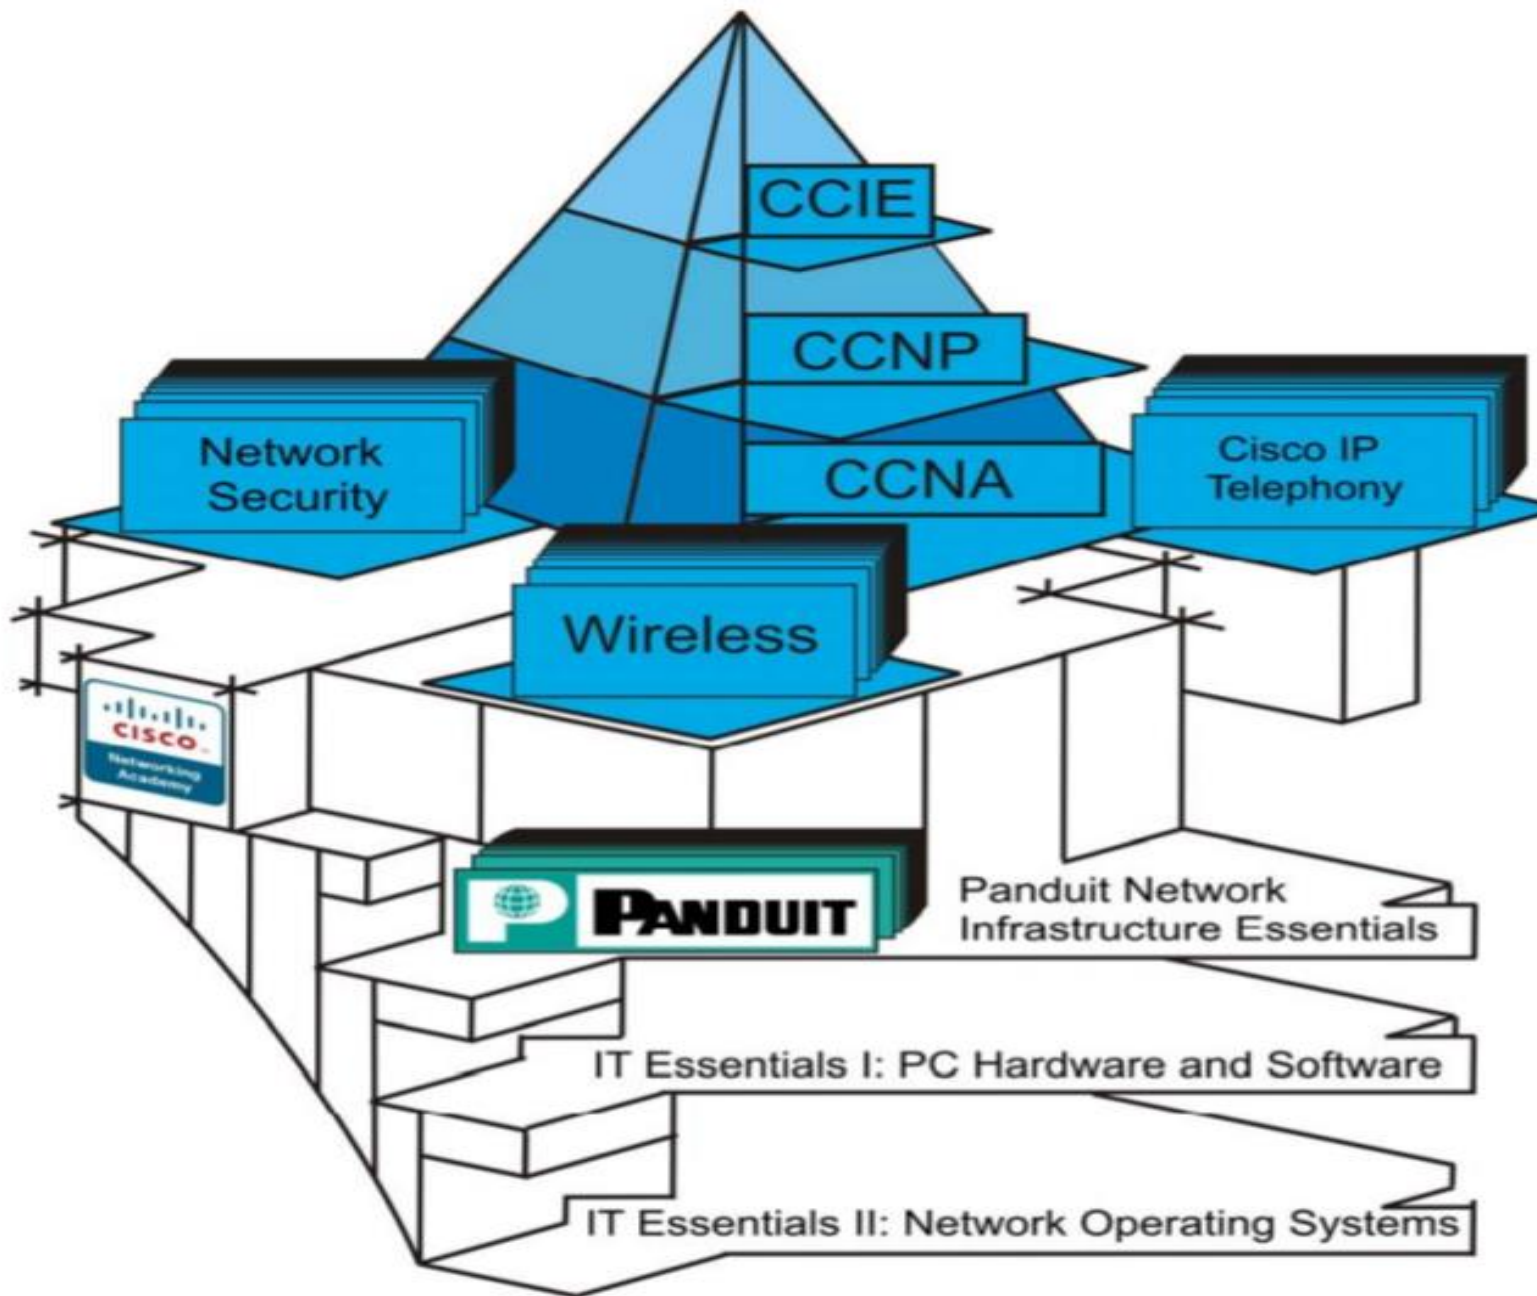 CCIE
CCNP
CCNA
Network
Security
Cisco IP
Telephony
Wireless
CISCO
Networking
Academy
P PANDUIT
Panduit Network
Infrastructure Essentials
IT Essentials I: PC Hardware and Software
IT Essentials II: Network Operating Systems